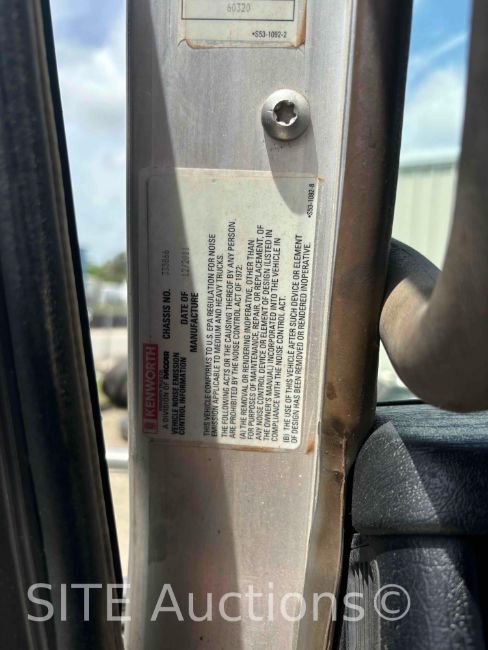 60320
*S53-1092-2
KENWORTH
A DIVISION OF PACCAR
VEHICLE NOISE EMISSION
CONTROL INFORMATION
CHASSIS NO. 333866
DATE OF
MANUFACTURE
THIS VEHICLE CONFORMS TO U.S. EPA REGULATION FOR NOISE
EMISSION APPLICABLE TO MEDIUM AND HEAVY TRUCKS.
THE FOLLOWING ACTS OR THE CAUSING THEREOF BY ANY PERSON,
ARE PROHIBITED BY THE NOISE CONTROL ACT OF 1972:
(A) THE REMOVAL OR RENDERING INOPERATIVE, OTHER THAN
FOR PURPOSES OF MAINTENANCE, REPAIR, OR REPLACEMENT, OF
ANY NOISE CONTROL DEVICE OR ELEMENT OF DESIGN (LISTED IN
THE OWNER'S MANUAL) INCORPORATED INTO THE VEHICLE IN
COMPLIANCE WITH THE NOISE CONTROL ACT.
(B) THE USE OF THIS VEHICLE AFTER SUCH DEVICE OR ELEMENT
OF DESIGN HAS BEEN REMOVED OR RENDERED INOPERATIVE.
*S53-1092-8
SITE Auctions©